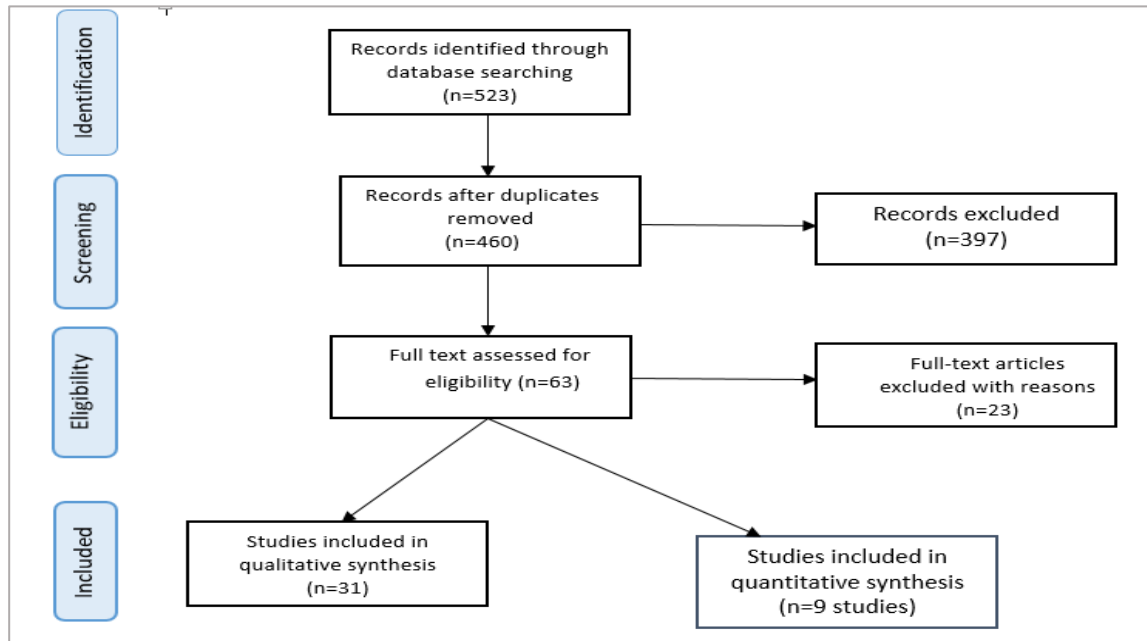 Identification
Records identified through
database searching
(n=523)
Screening
Records after duplicates
removed
(n=460)
Records excluded
(n=397)
Eligibility
Full text assessed for
eligibility (n=63)
Full-text articles
excluded with reasons
(n=23)
Included
Studies included in
qualitative synthesis
(n=31)
Studies included in
quantitative synthesis
(n=9 studies)